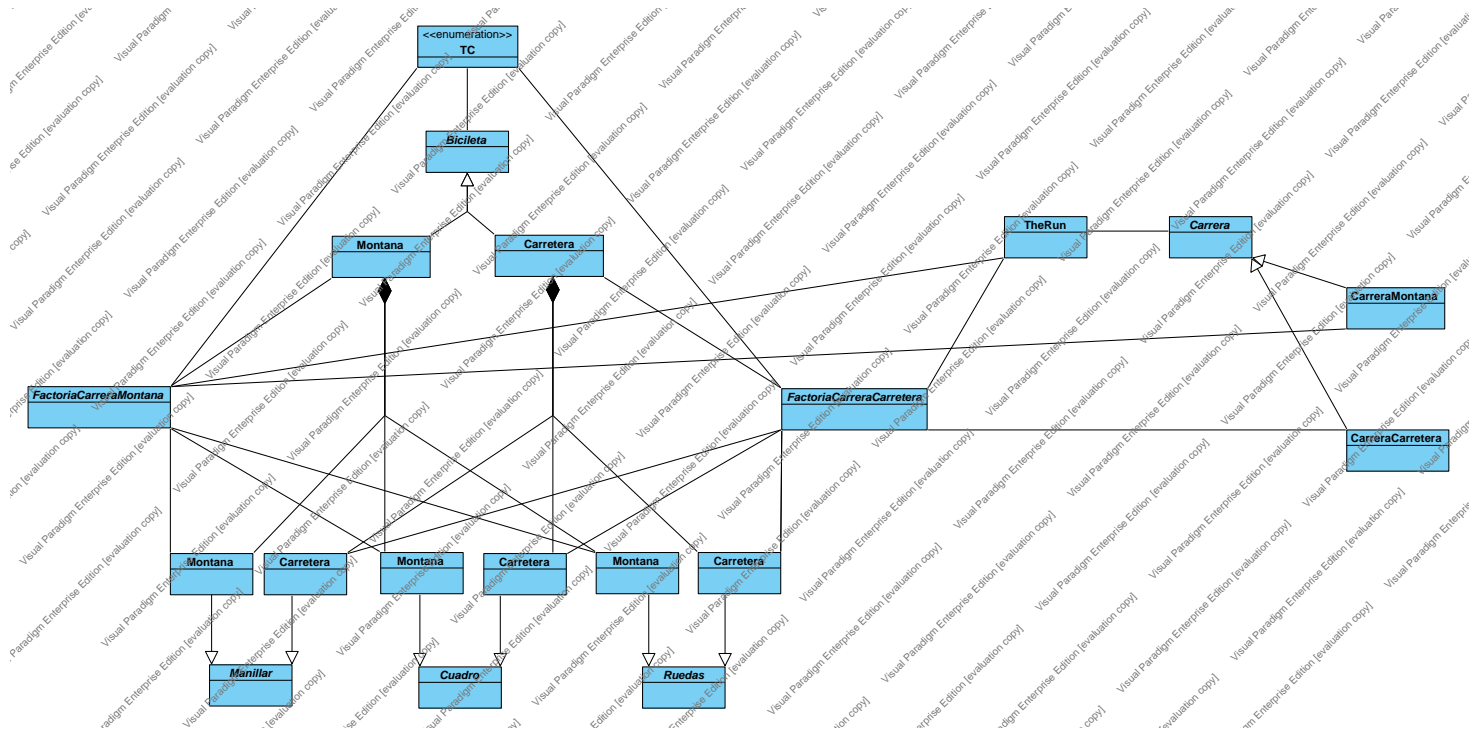 <<enumeration>>
TC
Bicileta
Montana
Carretera
TheRun
Carrera
CarreraMontana
FactoriaCarreraMontana
FactoriaCarreraCarretera
CarreraCarretera
Montana
Carretera
Montana
Carretera
Montana
Carretera
Manillar
Cuadro
Ruedas
Visual Paradigm Enterprise Edition [evaluation copy]